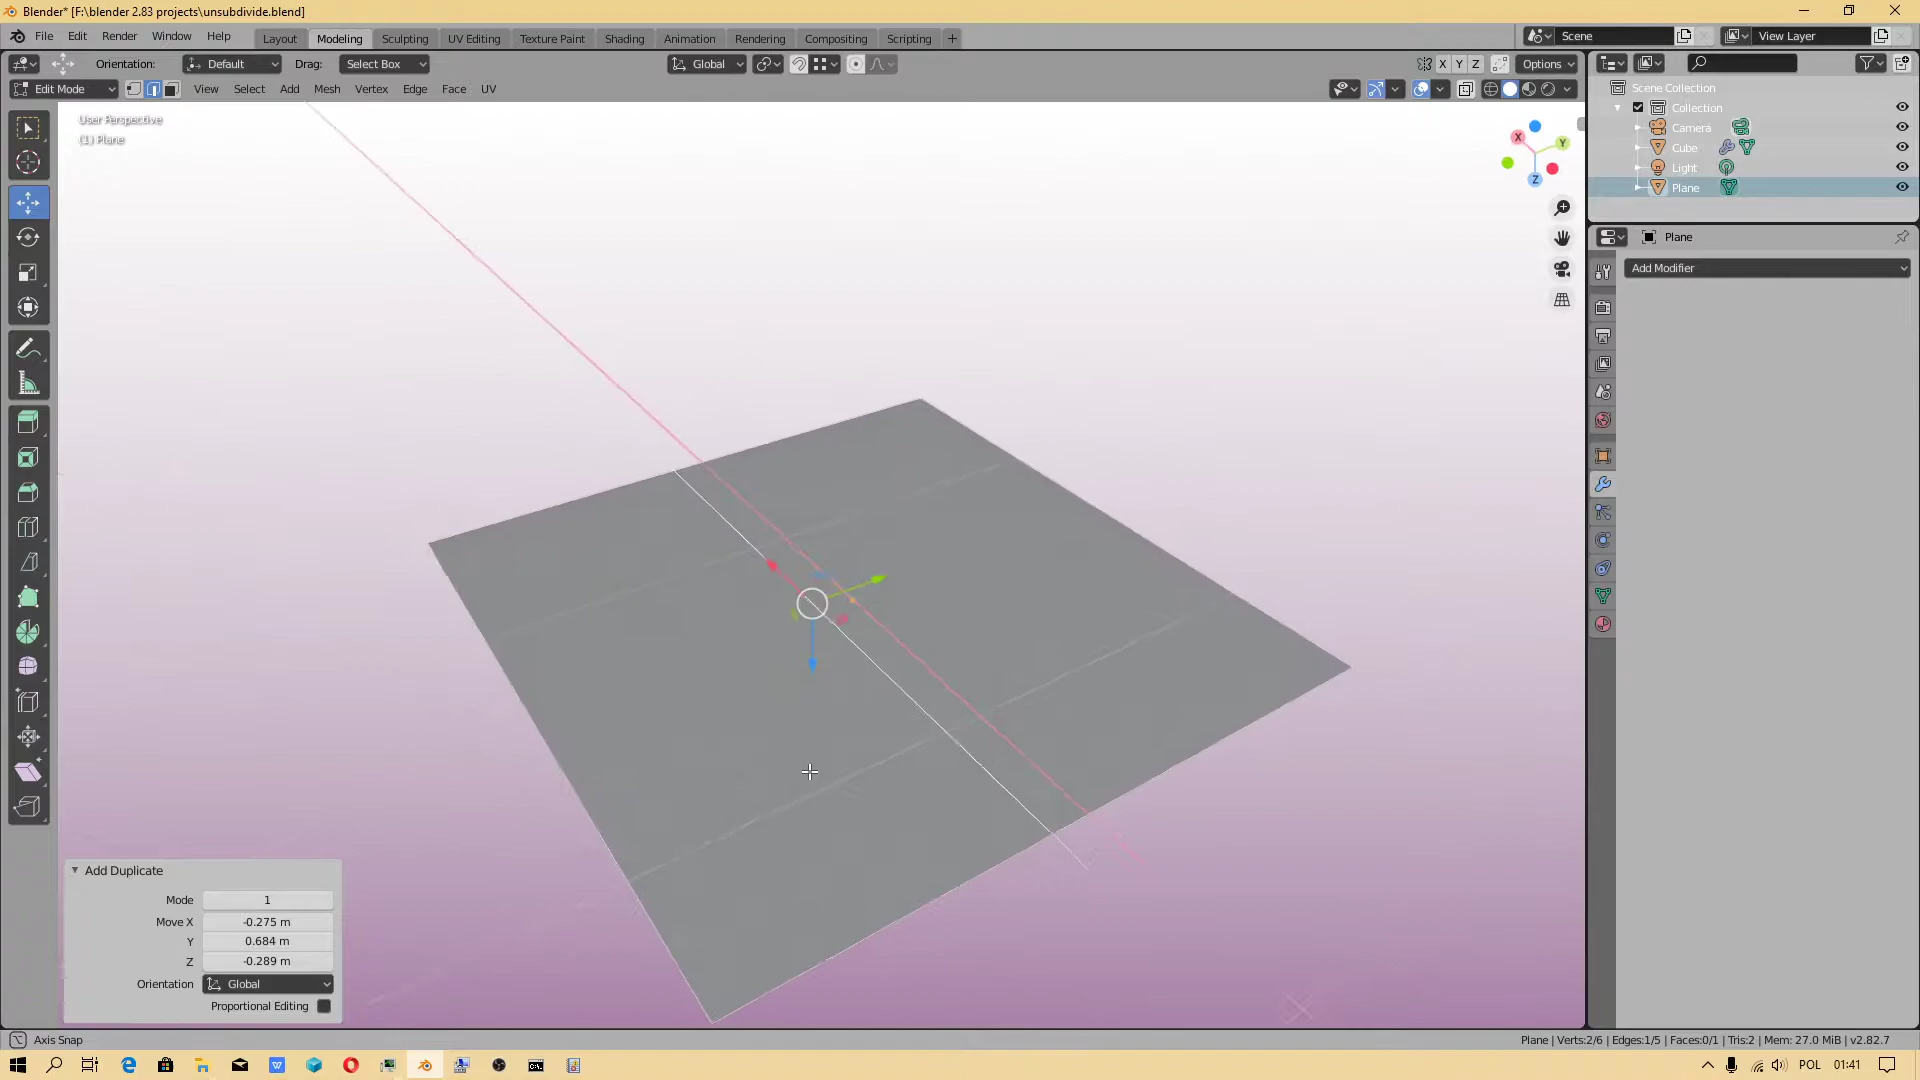 Blender* [F:\blender 2.83 projects\unsubdivide.blend]
File Edit Render Window Help
Layout Modeling Sculpting UV Editing Texture Paint Shading Animation Rendering Compositing Scripting +
Scene
View Layer
Orientation: Default Drag: Select Box Global X Y Z Options
Edit Mode View Select Add Mesh Vertex Edge Face UV
User Perspective
(1) Plane
X
Y
Z
Scene Collection
Collection
Camera
Cube
Light
Plane
Plane
Add Modifier
Add Duplicate
Mode 1
Move X -0.275 m
Y 0.684 m
Z -0.289 m
Orientation Global
Proportional Editing
Axis Snap
Plane | Verts:2/6 | Edges:1/5 | Faces:0/1 | Tris:2 | Mem: 27.0 MiB | v2.82.7
POL 01:41